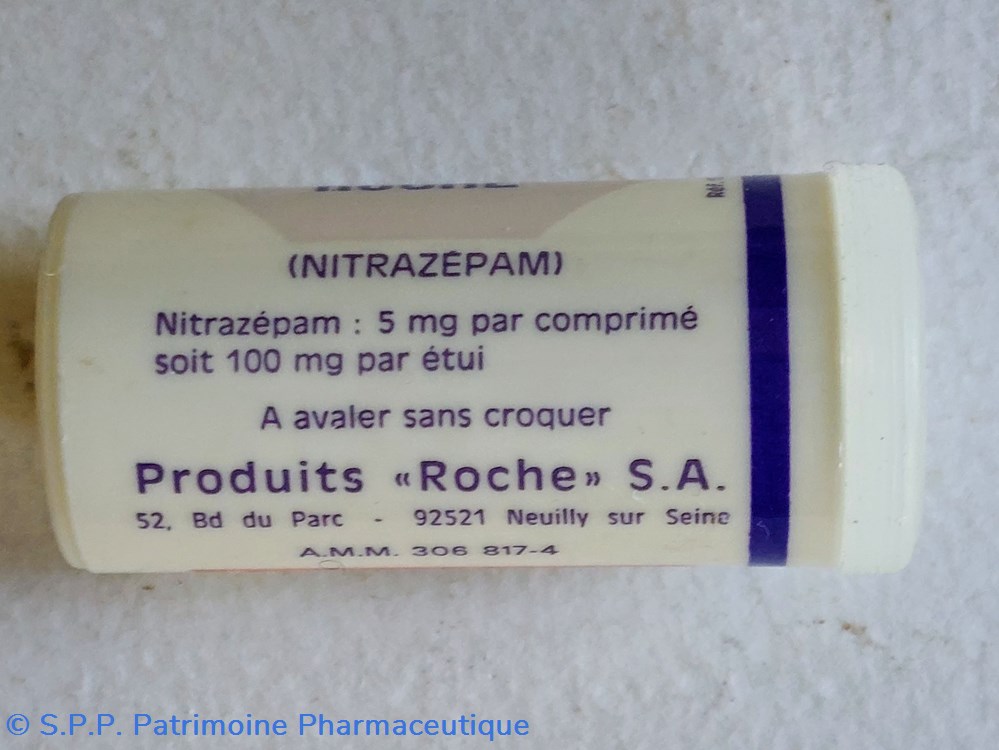 (NITRAZÉPAM)
Nitrazépam : 5 mg par comprimé
soit 100 mg par étui
A avaler sans croquer
Produits «Roche» S.A.
52, Bd du Parc - 92521 Neuilly sur Seine
A.M.M. 306 817-4
© S.P.P. Patrimoine Pharmaceutique